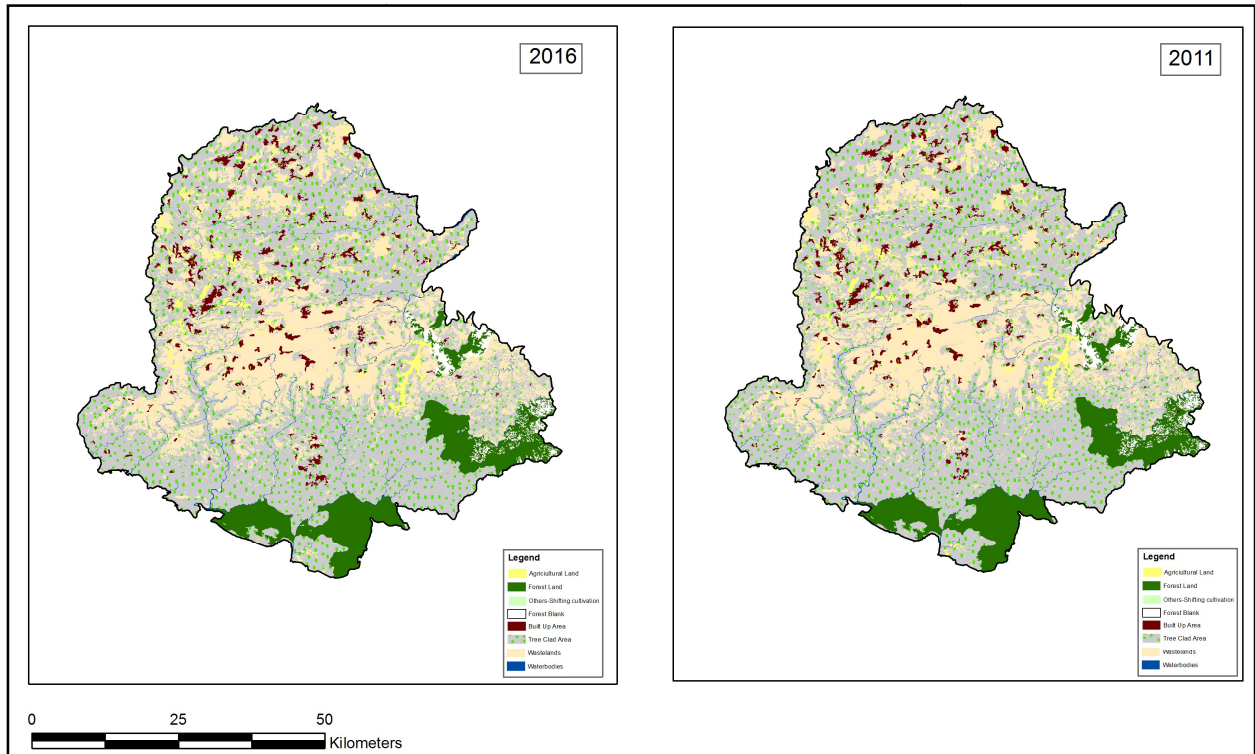 2016
Legend
Agriciultural Land
Forest Land
Others-Shifting cultivation
Forest Blank
Built Up Area
Tree Clad Area
Wastelands
Waterbodies
2011
Legend
Agriciultural Land
Forest Land
Others-Shifting cultivation
Forest Blank
Built Up Area
Tree Clad Area
Wastelands
Waterbodies
0 25 50
Kilometers